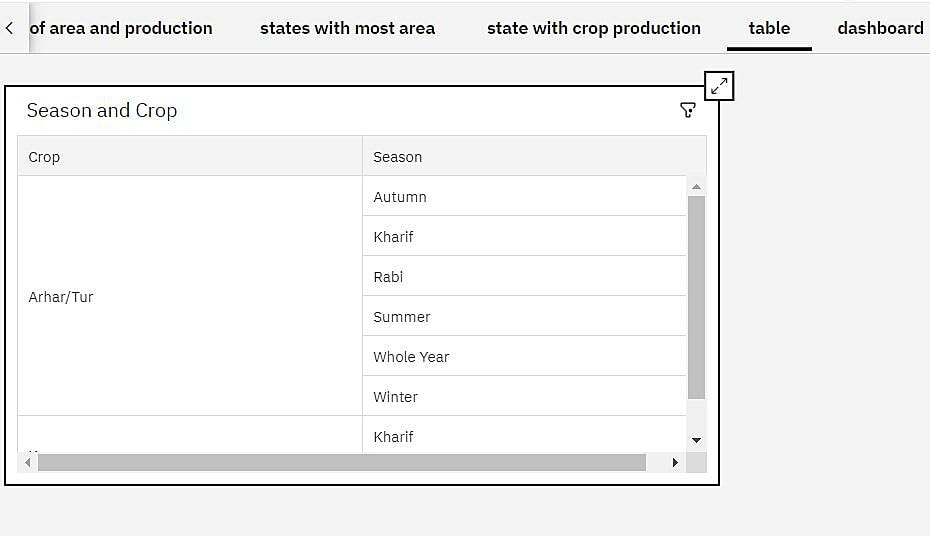 of area and production states with most area state with crop production table dashboard
Season and Crop
Crop Season
Autumn
Kharif
Rabi
Arhar/Tur
Summer
Whole Year
Winter
Kharif